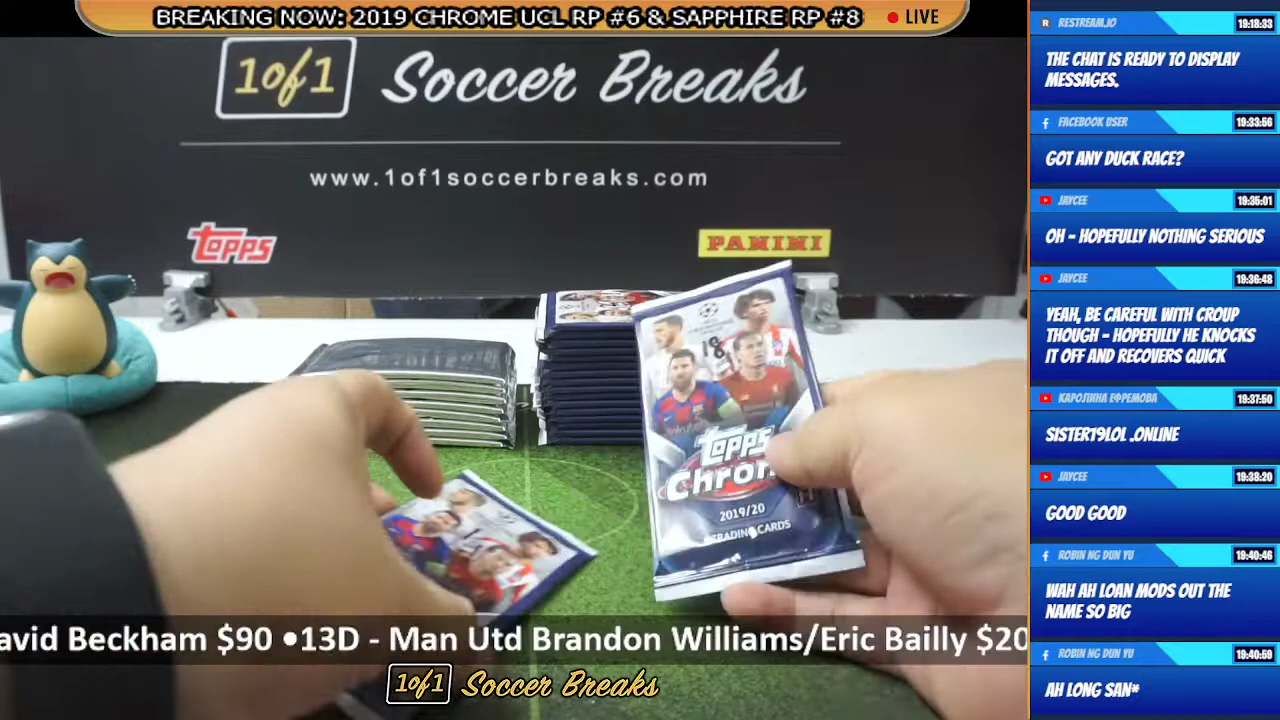 BREAKING NOW: 2019 CHROME UCL RP #6 & SAPPHIRE RP #8
LIVE
1of1 Soccer Breaks
www.1of1soccerbreaks.com
Topps
PANINI
18
Topps
Chrom
2019/20
TRADING CARDS
avid Beckham $90 •13D - Man Utd Brandon Williams/Eric Bailly $20
1of1 Soccer Breaks
RESTREAM.IO 19:18:33
THE CHAT IS READY TO DISPLAY
MESSAGES.
FACEBOOK USER 19:33:56
GOT ANY DUCK RACE?
JAYCEE 19:35:01
OH - HOPEFULLY NOTHING SERIOUS
JAYCEE 19:36:48
YEAH, BE CAREFUL WITH CROUP
THOUGH - HOPEFULLY HE KNOCKS
IT OFF AND RECOVERS QUICK
КАРОЛИНА ЕФРЕМОВА 19:37:50
SISTER19LOL .ONLINE
JAYCEE 19:38:20
GOOD GOOD
ROBIN NG DUN YU 19:40:46
WAH AH LOAN MODS OUT THE
NAME SO BIG
ROBIN NG DUN YU 19:40:59
AH LONG SAN*